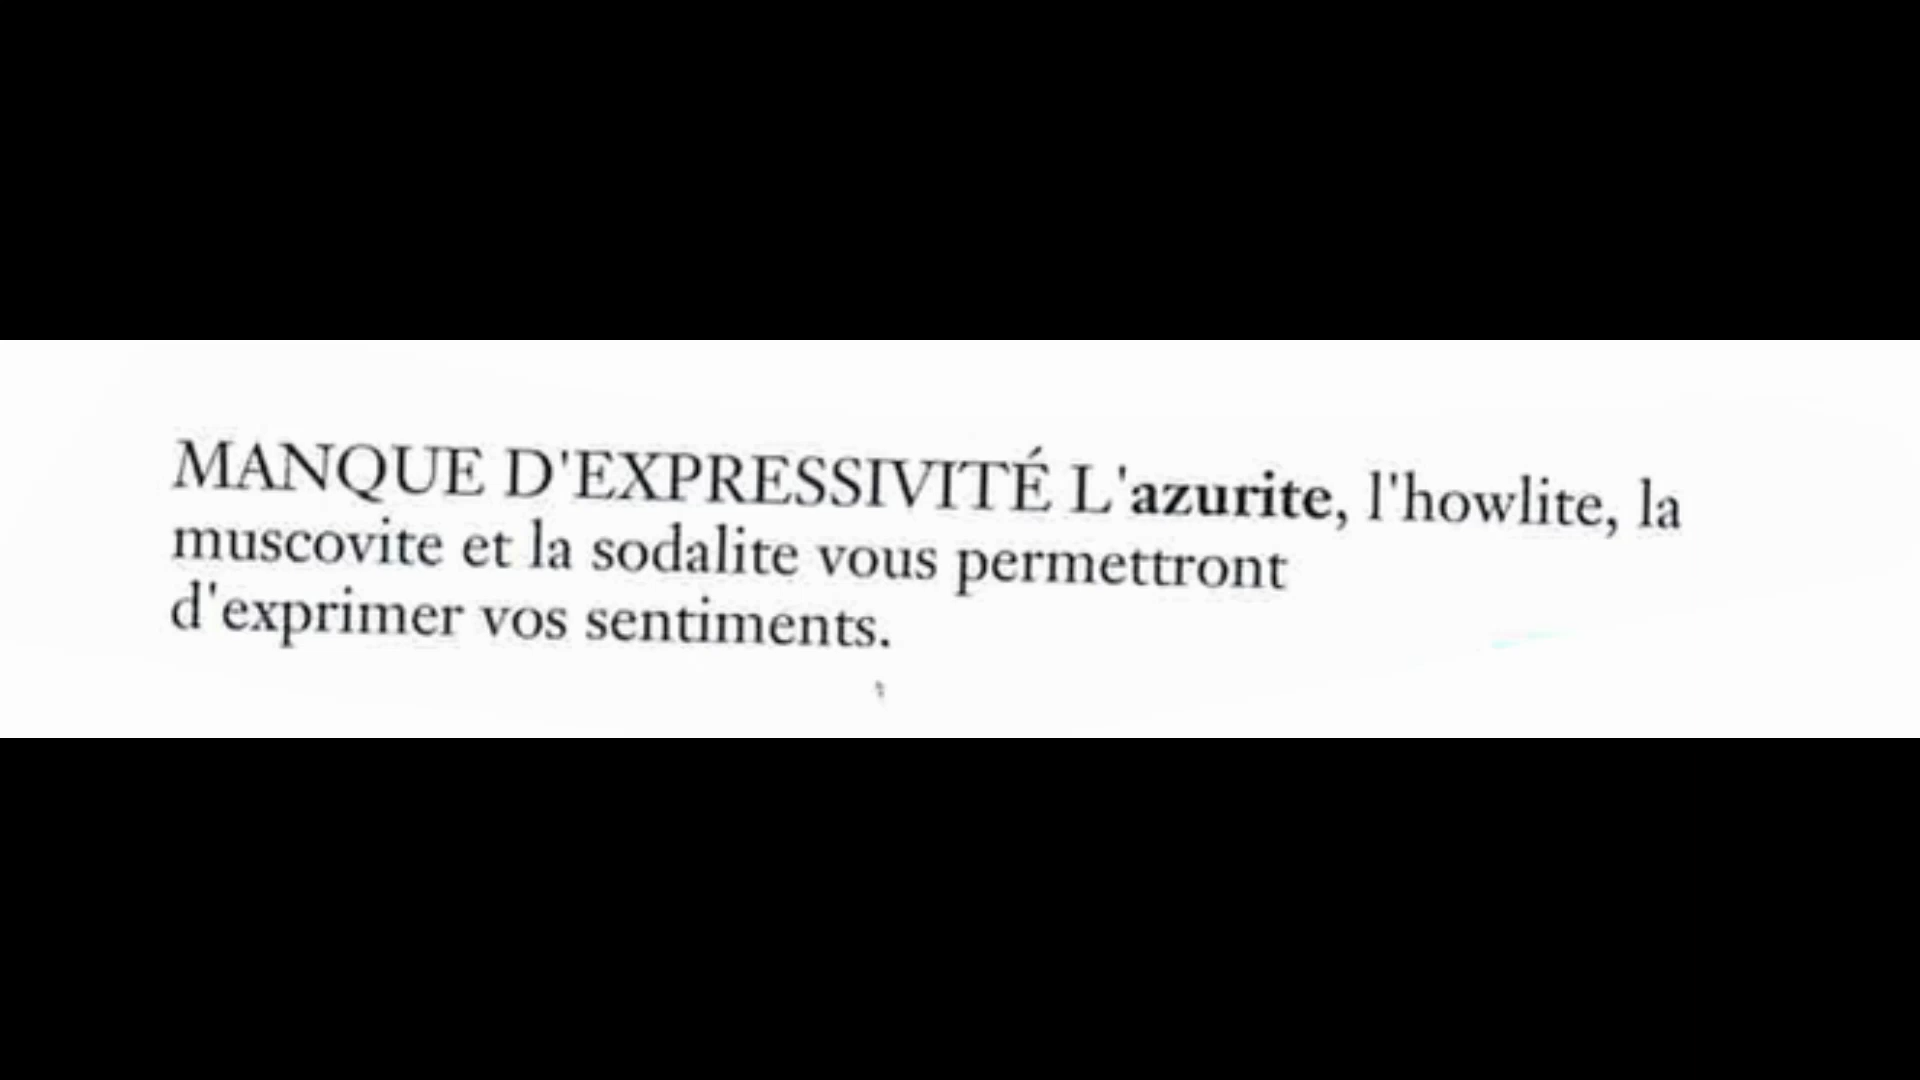 MANQUE D'EXPRESSIVITÉ L'azurite, l'howlite, la
muscovite et la sodalite vous permettront
d'exprimer vos sentiments.